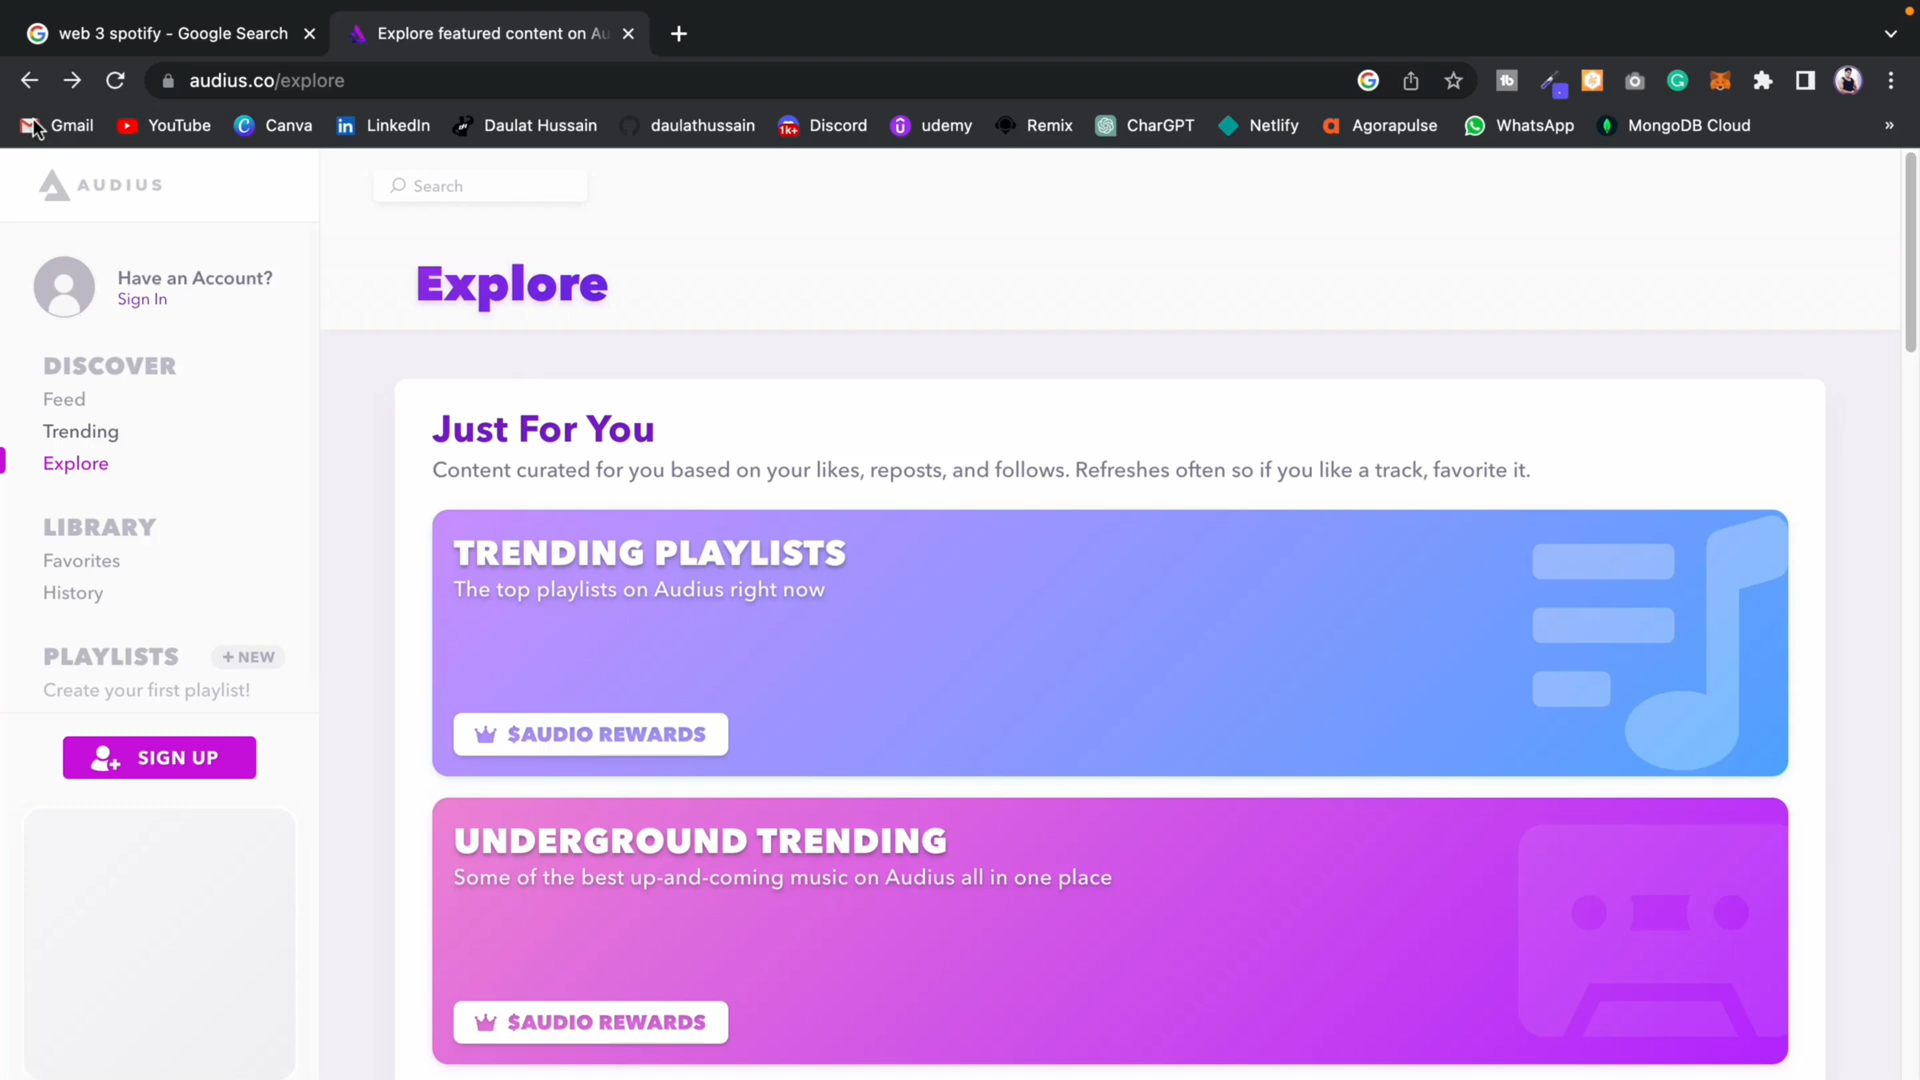 web 3 spotify - Google Search
Explore featured content on Au
audius.co/explore
Gmail
YouTube
Canva
LinkedIn
Daulat Hussain
daulathussain
Discord
udemy
Remix
CharGPT
Netlify
Agorapulse
WhatsApp
MongoDB Cloud
»
AUDIUS
Search
Have an Account?
Sign In
Explore
DISCOVER
Feed
Trending
Explore
LIBRARY
Favorites
History
PLAYLISTS
+ NEW
Create your first playlist!
SIGN UP
Just For You
Content curated for you based on your likes, reposts, and follows. Refreshes often so if you like a track, favorite it.
TRENDING PLAYLISTS
The top playlists on Audius right now
$AUDIO REWARDS
UNDERGROUND TRENDING
Some of the best up-and-coming music on Audius all in one place
$AUDIO REWARDS